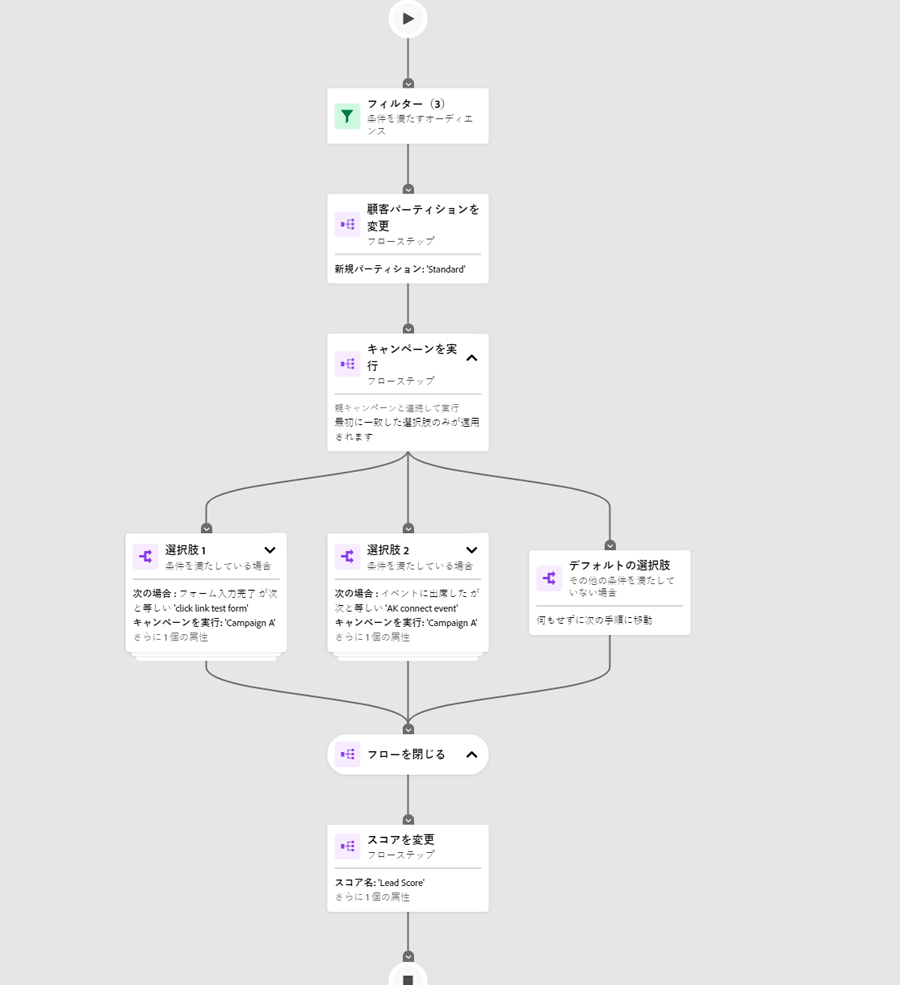 フィルター（3）
条件を満たすオーディエ
ンス
顧客パーティションを
変更
フローステップ
新規パーティション: 'Standard'
キャンペーンを実
行
フローステップ
親キャンペーンと連続して実行
最初に一致した選択肢のみが適用
されます
選択肢 1
条件を満たしている場合
次の場合 : フォーム入力完了 が次
と等しい 'click link test form'
キャンペーンを実行: 'Campaign A'
さらに 1 個の属性
選択肢 2
条件を満たしている場合
次の場合 : イベントに出席した が
次と等しい 'AK connect event'
キャンペーンを実行: 'Campaign A'
さらに 1 個の属性
デフォルトの選択肢
その他の条件を満たして
いない場合
何もせずに次の手順に移動
フローを閉じる
スコアを変更
フローステップ
スコア名: 'Lead Score'
さらに 1 個の属性